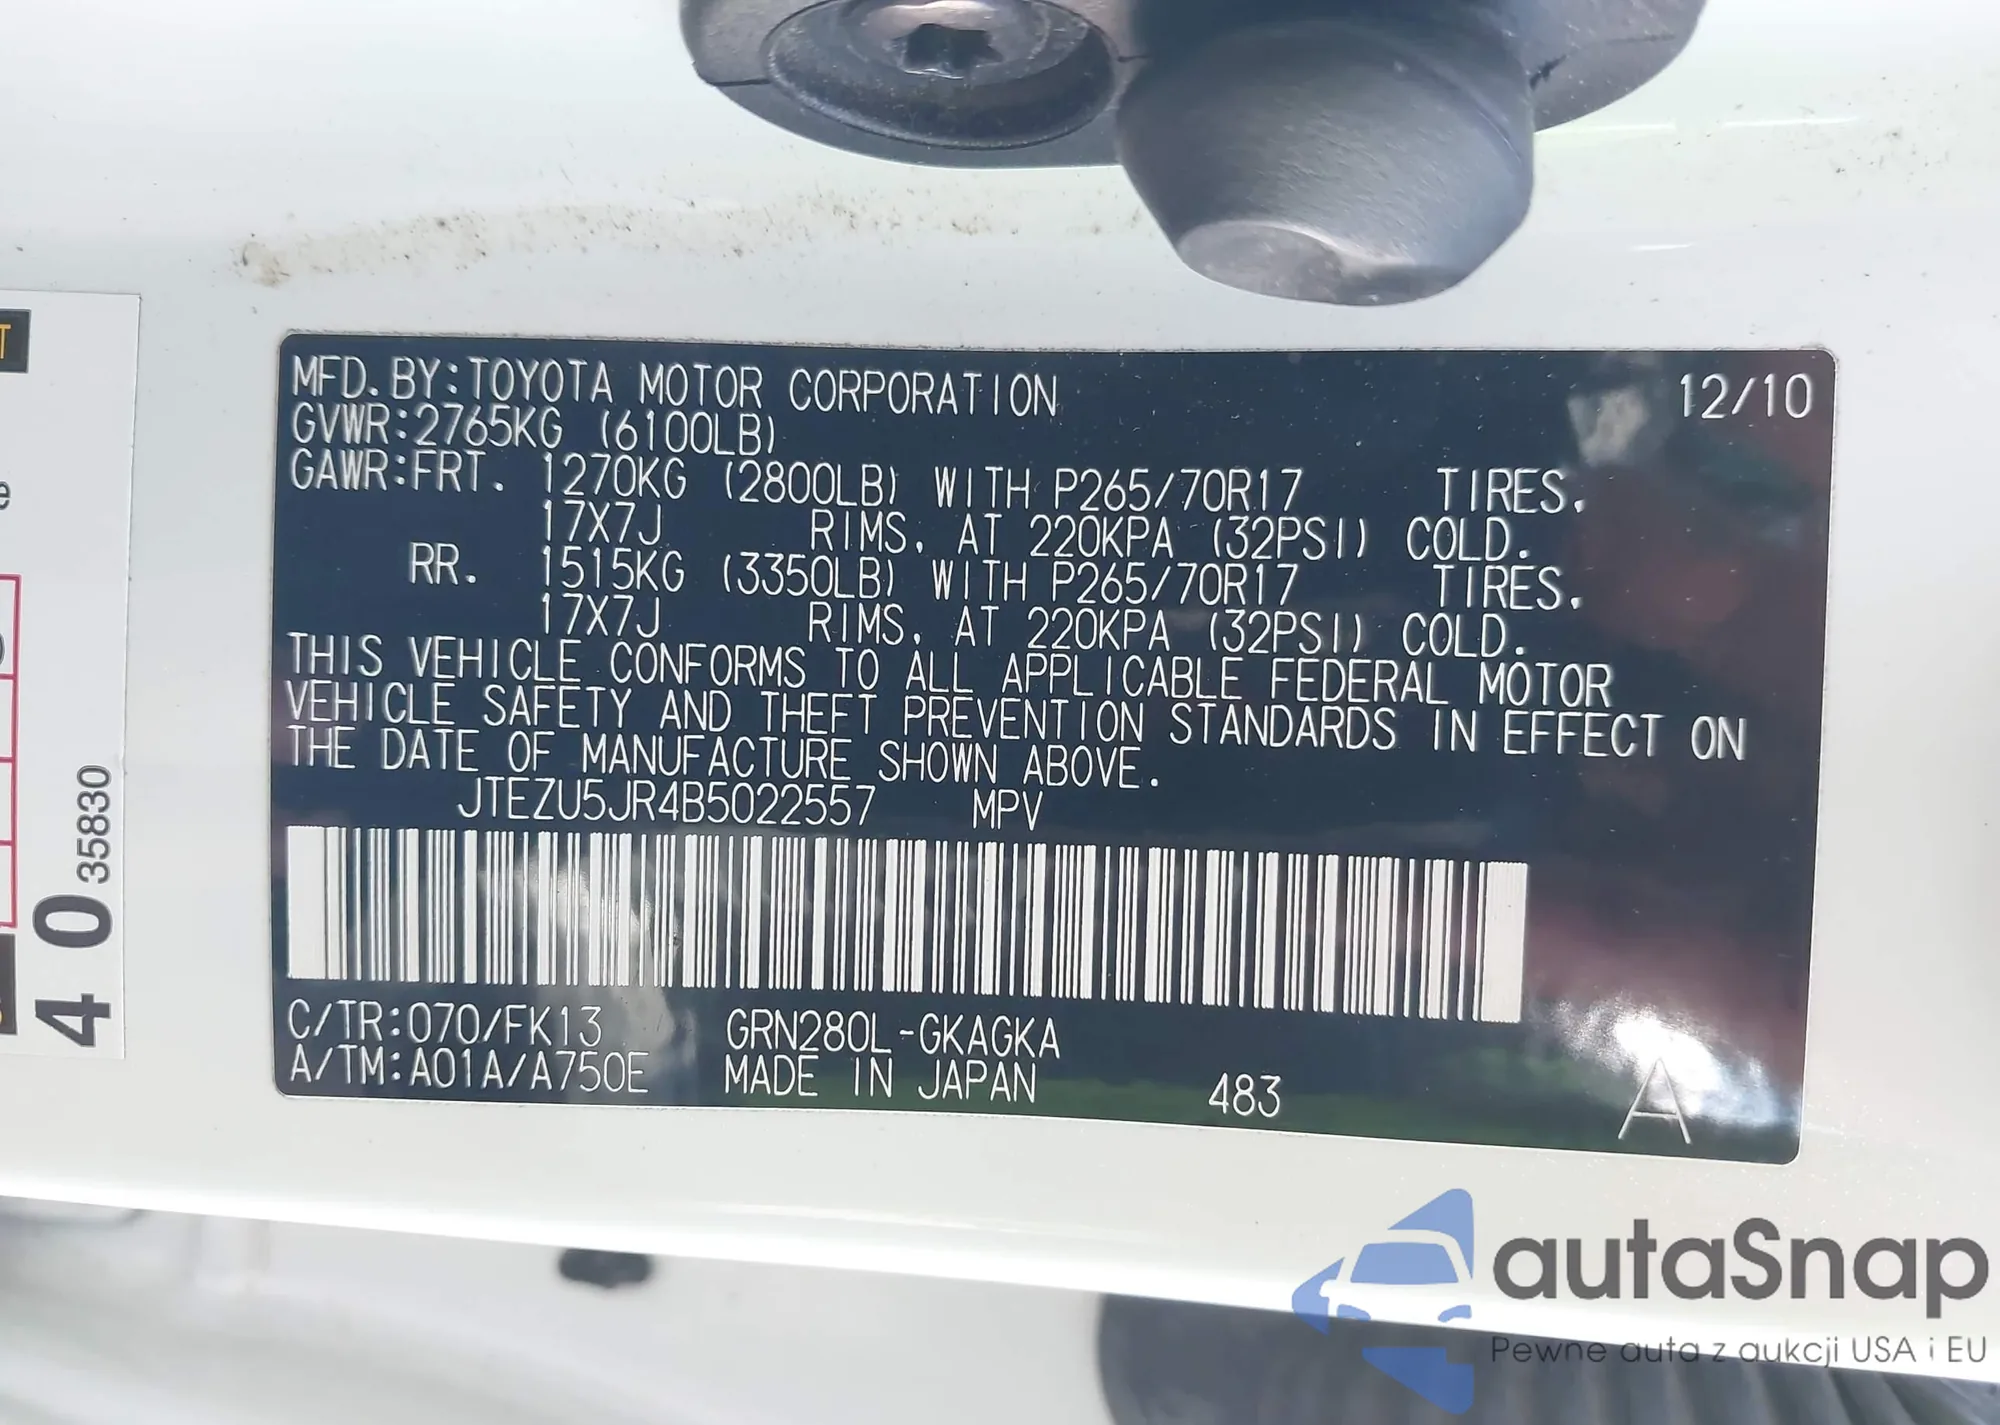 MFD.BY:TOYOTA MOTOR CORPORATION 12/10
GVWR:2765KG (6100LB)
GAWR:FRT. 1270KG (2800LB) WITH P265/70R17 TIRES,
17X7J RIMS, AT 220KPA (32PSI) COLD.
RR. 1515KG (3350LB) WITH P265/70R17 TIRES,
17X7J RIMS, AT 220KPA (32PSI) COLD.
THIS VEHICLE CONFORMS TO ALL APPLICABLE FEDERAL MOTOR
VEHICLE SAFETY AND THEFT PREVENTION STANDARDS IN EFFECT ON
THE DATE OF MANUFACTURE SHOWN ABOVE.
JTEZU5JR4B5022557 MPV
C/TR:070/FK13 GRN280L-GKAGKA
A/TM:A01A/A750E MADE IN JAPAN 483 A
40 35830
autaSnap
Pewne auta z aukcji USA i EU